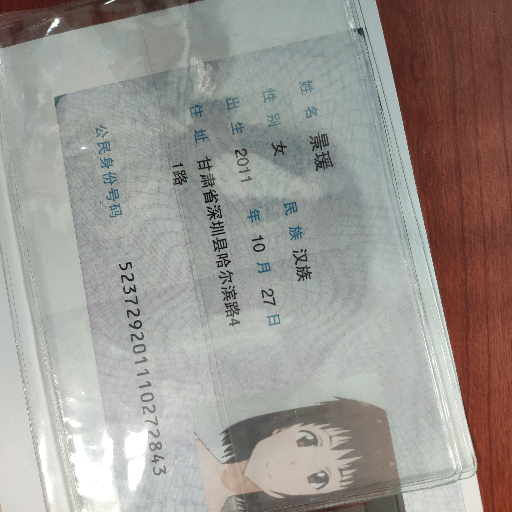 姓名 景瑗
性别 女 民族 汉族
出生 2011 年 10 月 27 日
住址 甘肃省深圳县哈尔滨路4
1路
公民身份号码 523729201110272843